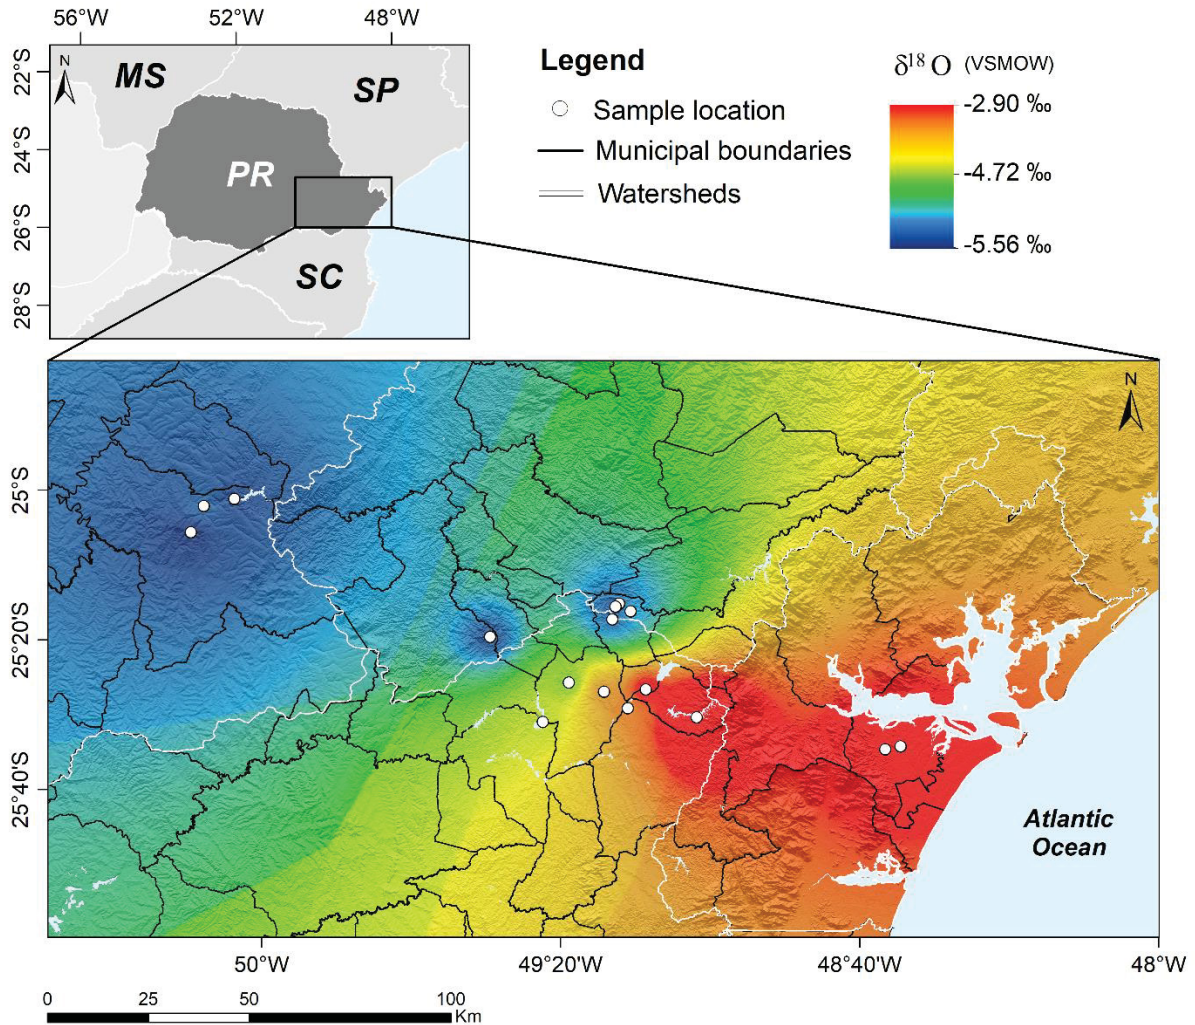 56°W 52°W 48°W
22°S
24°S
26°S
28°S
N
MS
SP
PR
SC
Legend
Sample location
Municipal boundaries
Watersheds
δ¹⁸O (VSMOW)
-2.90 ‰
-4.72 ‰
-5.56 ‰
N
25°S
25°20'S
25°40'S
Atlantic
Ocean
50°W 49°20'W 48°40'W 48°W
0 25 50 100
Km